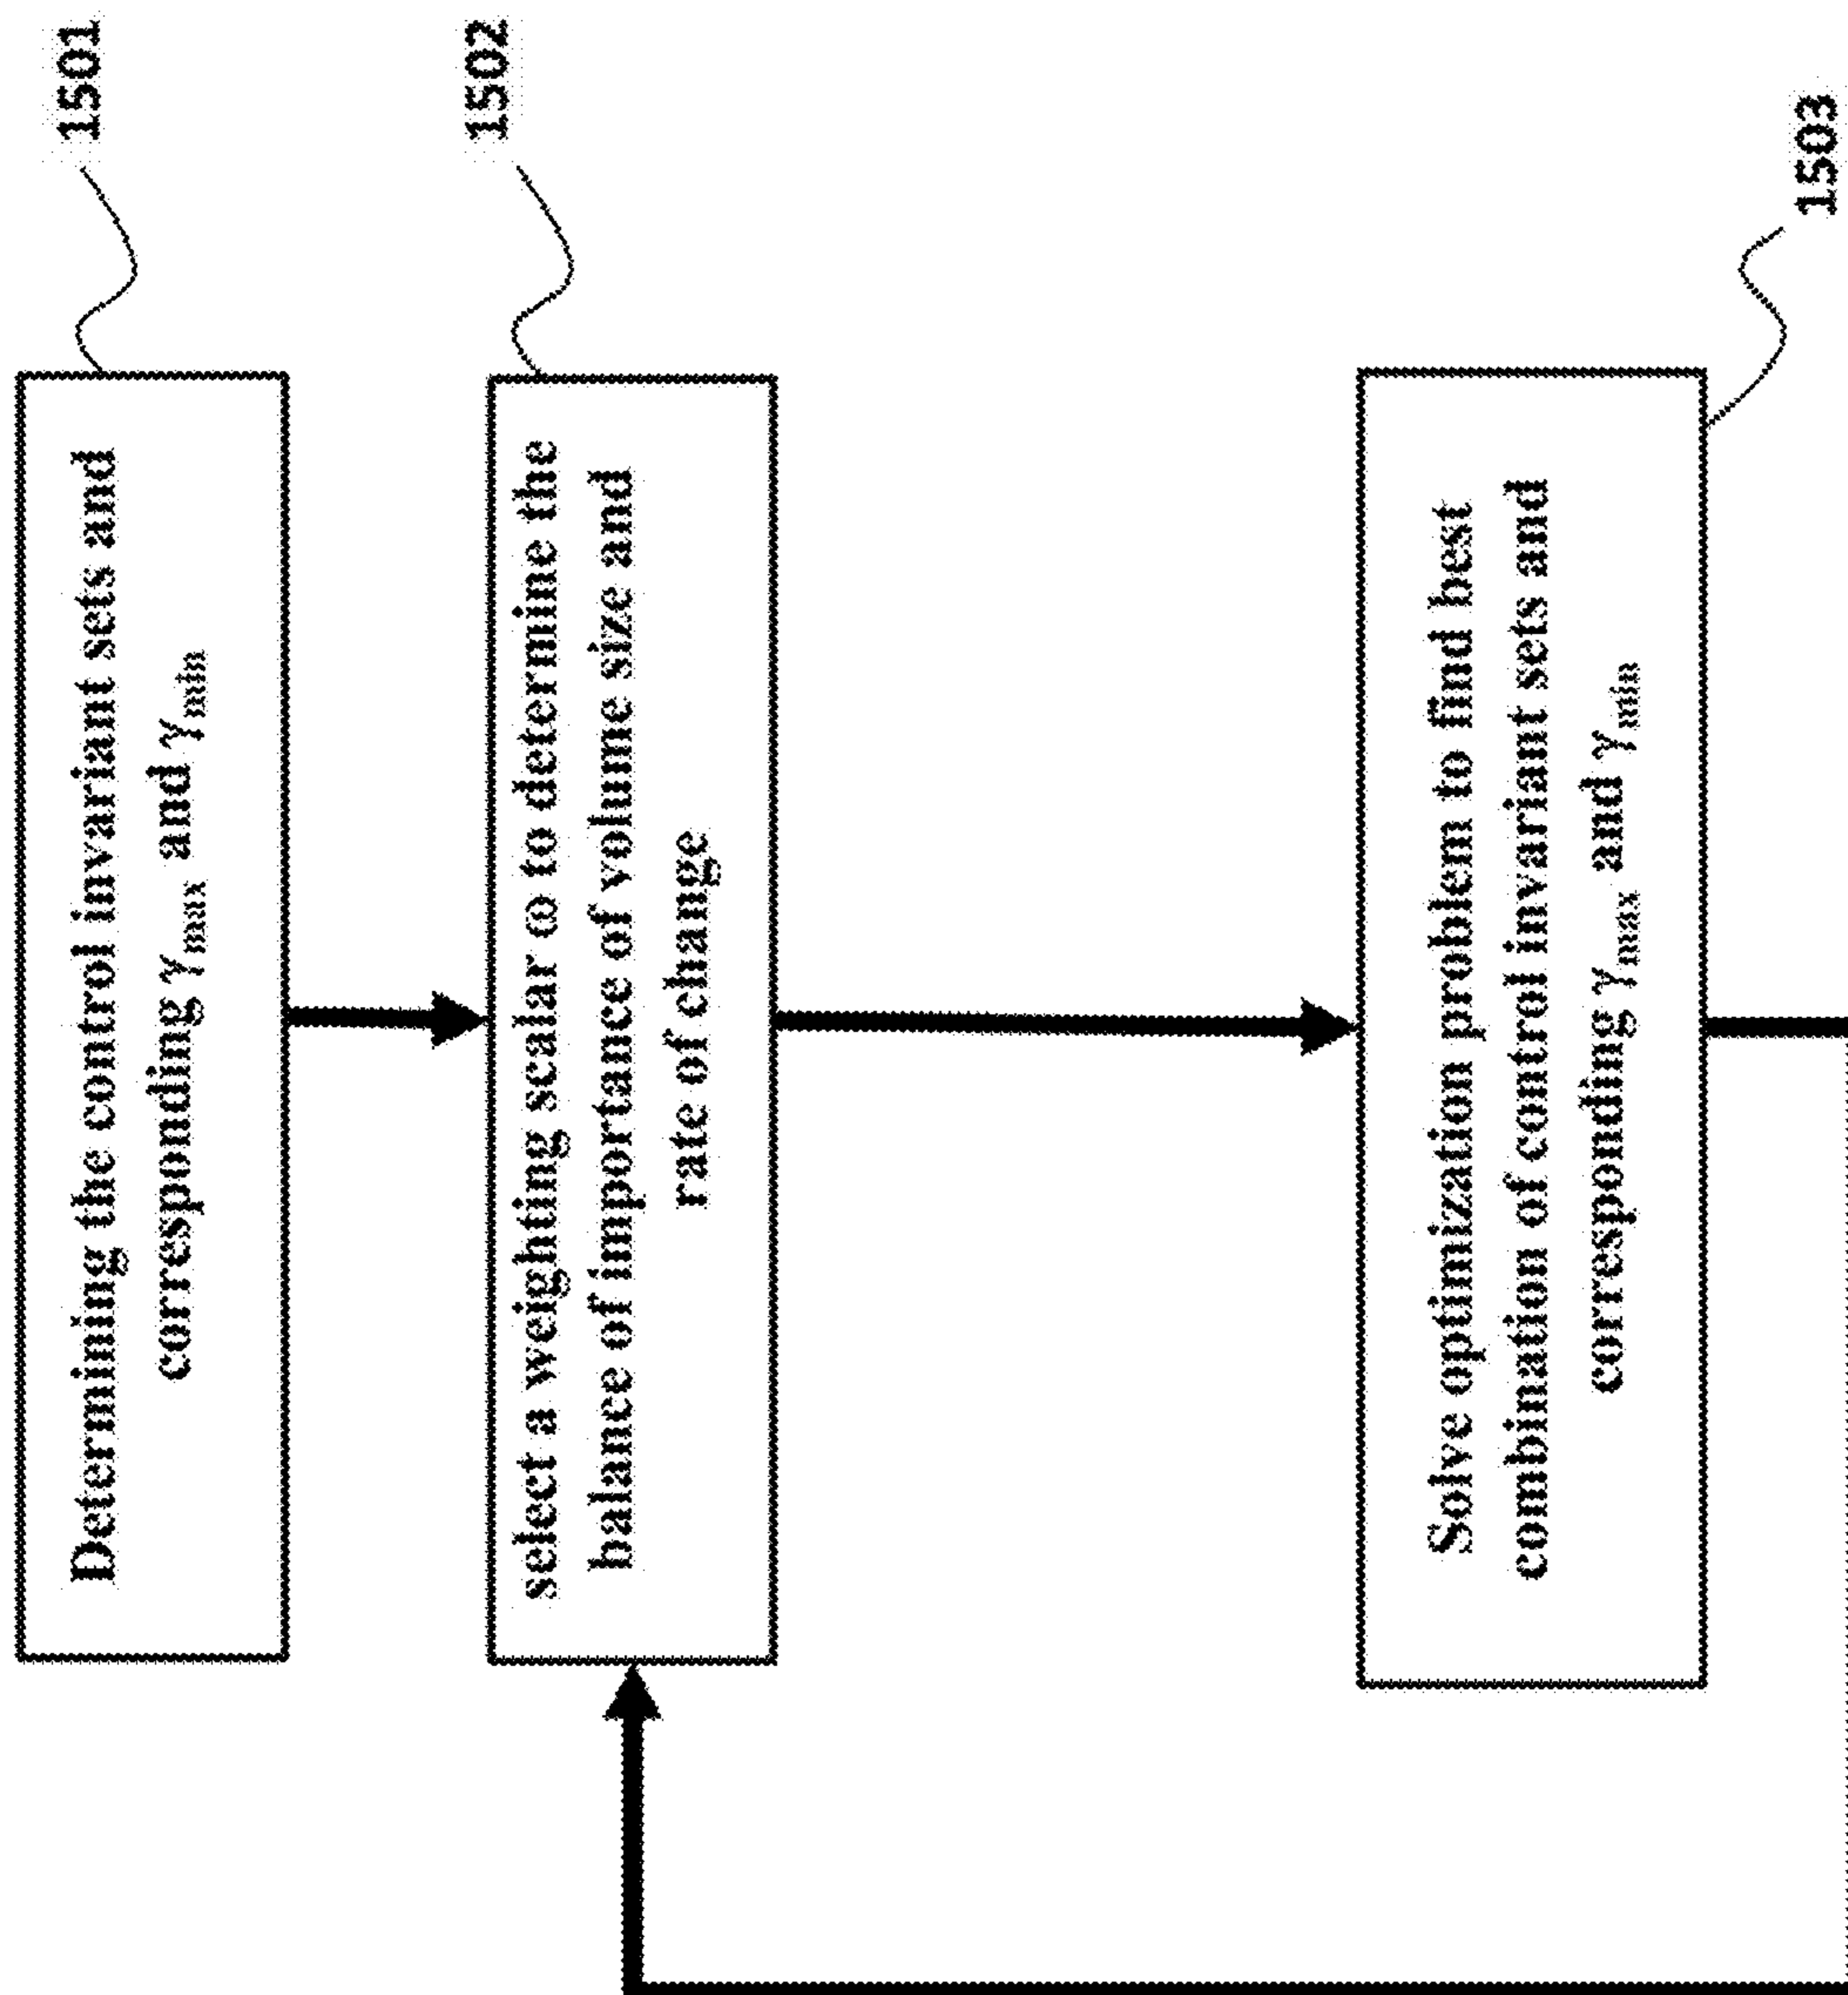 1501
Determining the control invariant sets and
corresponding γmax and γmin
1502
select a weighting scalar ω to determine the
balance of importance of volume size and
rate of change
1503
Solve optimization problem to find best
combination of control invariant sets and
corresponding γmax and γmin